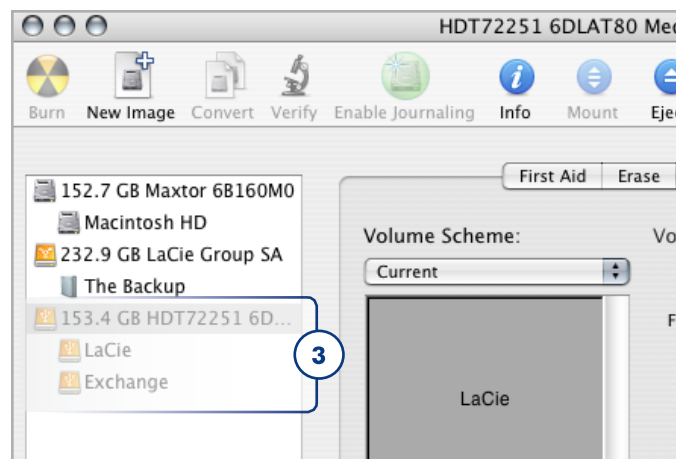 HDT72251 6DLAT80 Med
Burn New Image Convert Verify Enable Journaling Info Mount Ejec
First Aid Erase
152.7 GB Maxtor 6B160M0
Macintosh HD
232.9 GB LaCie Group SA
The Backup
153.4 GB HDT72251 6D...
LaCie
Exchange
3
Volume Scheme: Vo
Current
F
LaCie